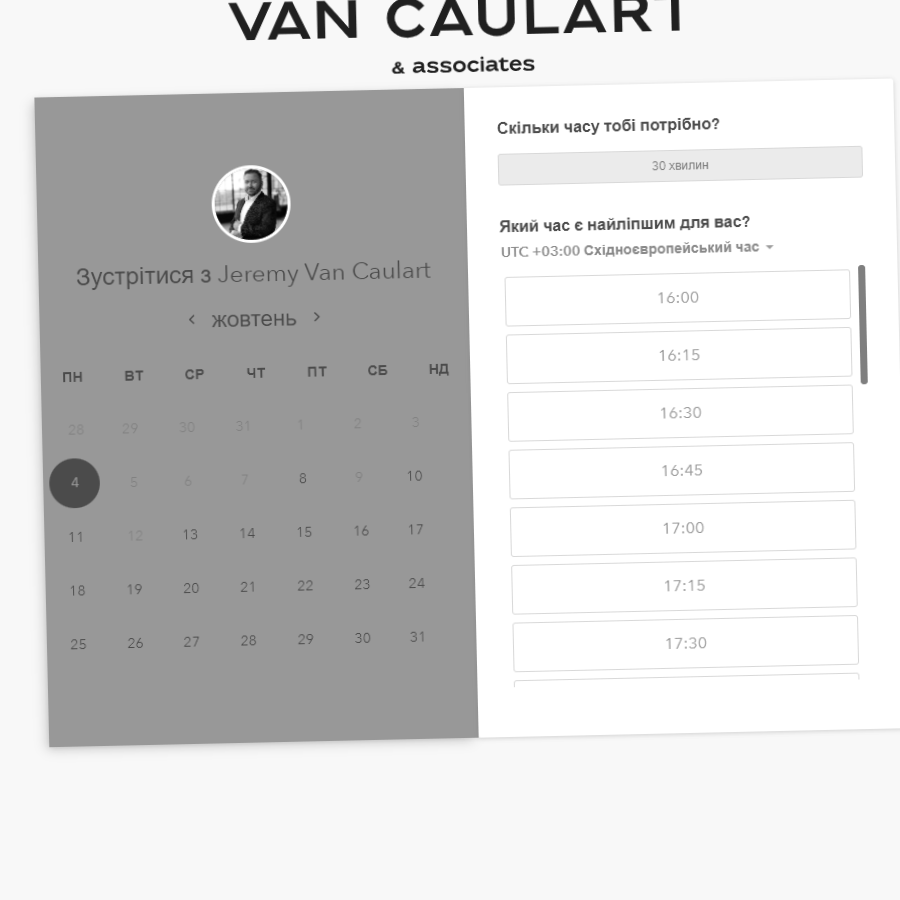 VAN CAULART
& associates
Зустрітися з Jeremy Van Caulart
жовтень
ПН ВТ СР ЧТ ПТ СБ НД
28 29 30 31 1 2 3
4 5 6 7 8 9 10
11 12 13 14 15 16 17
18 19 20 21 22 23 24
25 26 27 28 29 30 31
Скільки часу тобі потрібно?
30 хвилин
Який час є найліпшим для вас?
UTC +03:00 Східноєвропейський час
16:00
16:15
16:30
16:45
17:00
17:15
17:30